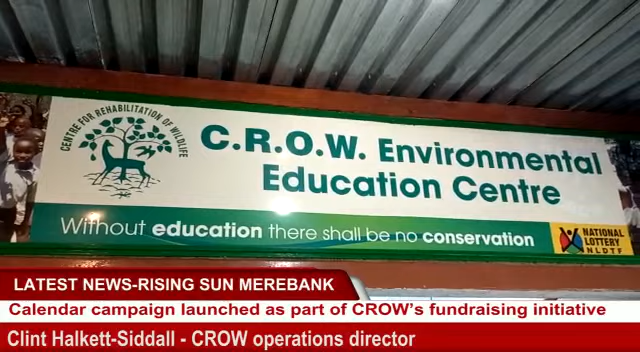 CENTRE FOR REHABILITATION OF WILDLIFE
C.R.O.W. Environmental
Education Centre
Without education there shall be no conservation
NATIONAL
LOTTERY
NLDTF
LATEST NEWS-RISING SUN MEREBANK
Calendar campaign launched as part of CROW's fundraising initiative
Clint Halkett-Siddall - CROW operations director